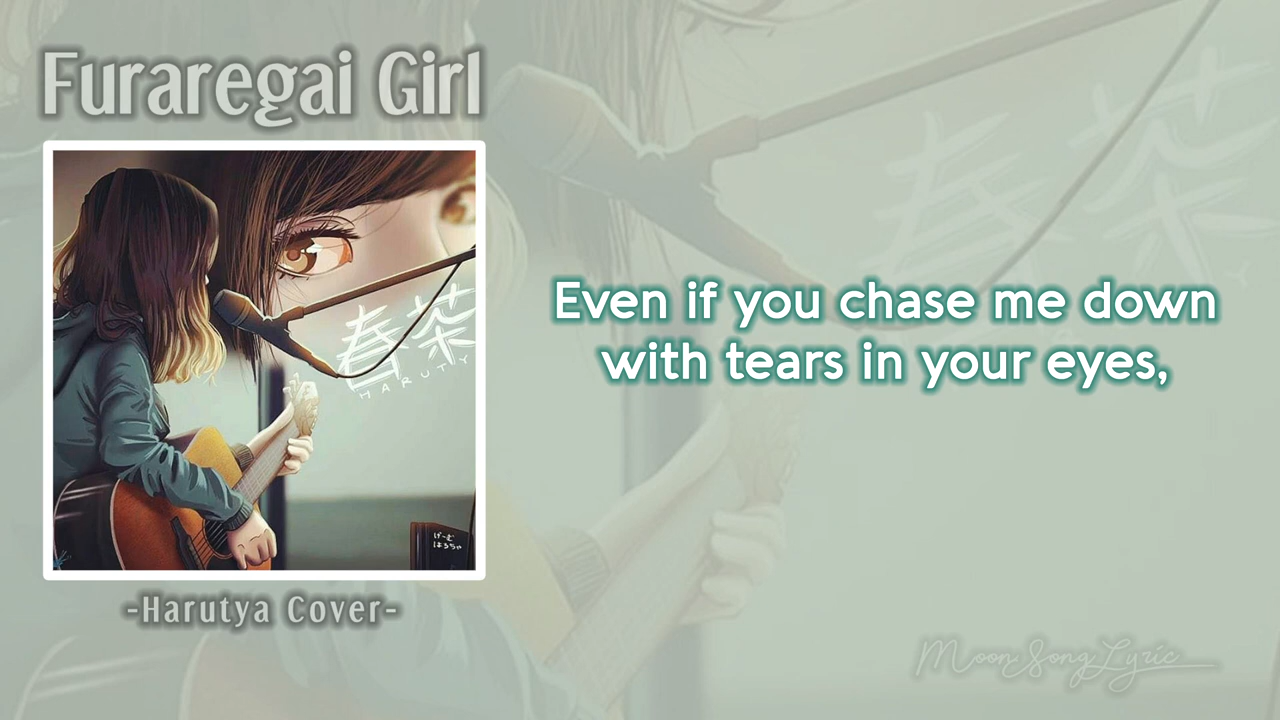 Furaregai Girl
春茶
HARUTY
げーむ
はるちゃ
-Harutya Cover-
Even if you chase me down
with tears in your eyes,
MoonSongLyric